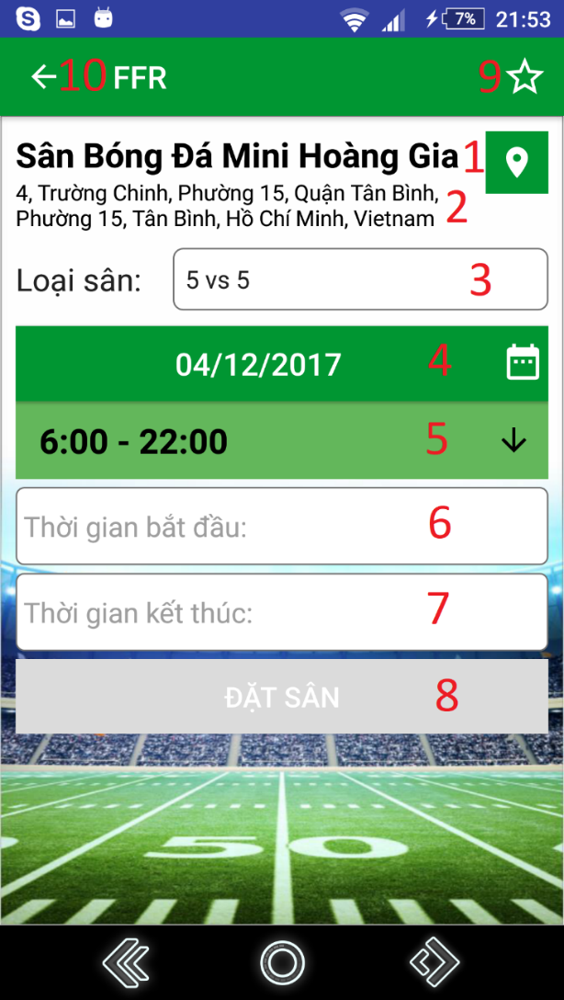 7% 21:53
10 FFR 9
Sân Bóng Đá Mini Hoàng Gia 1
4, Trường Chinh, Phường 15, Quận Tân Bình,
Phường 15, Tân Bình, Hồ Chí Minh, Vietnam 2
Loại sân: 5 vs 5 3
04/12/2017 4
6:00 - 22:00 5
Thời gian bắt đầu: 6
Thời gian kết thúc: 7
ĐẶT SÂN 8
50